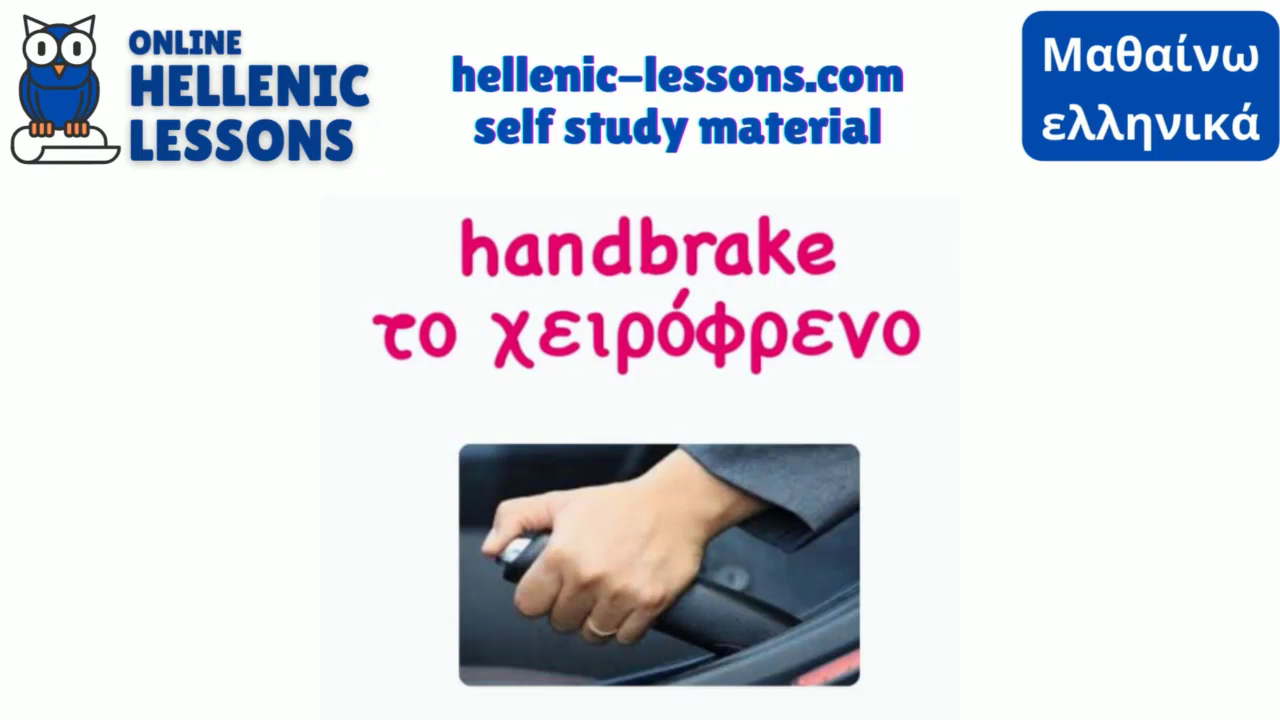 ONLINE
HELLENIC
LESSONS
hellenic-lessons.com
self study material
Μαθαίνω
ελληνικά
handbrake
το χειρόφρενο